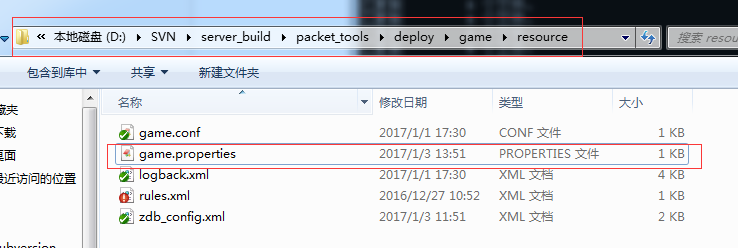 « 本地磁盘 (D:) SVN server_build packet_tools deploy game resource 搜索 resou
包含到库中 共享 新建文件夹
名称 修改日期 类型 大小
藏夹
下载
桌面
最近访问的位置
game.conf 2017/1/1 17:30 CONF 文件 1 KB
game.properties 2017/1/3 13:51 PROPERTIES 文件 1 KB
logback.xml 2017/1/1 17:30 XML 文档 4 KB
rules.xml 2016/12/27 10:52 XML 文档 1 KB
zdb_config.xml 2017/1/3 11:51 XML 文档 2 KB
ubversion